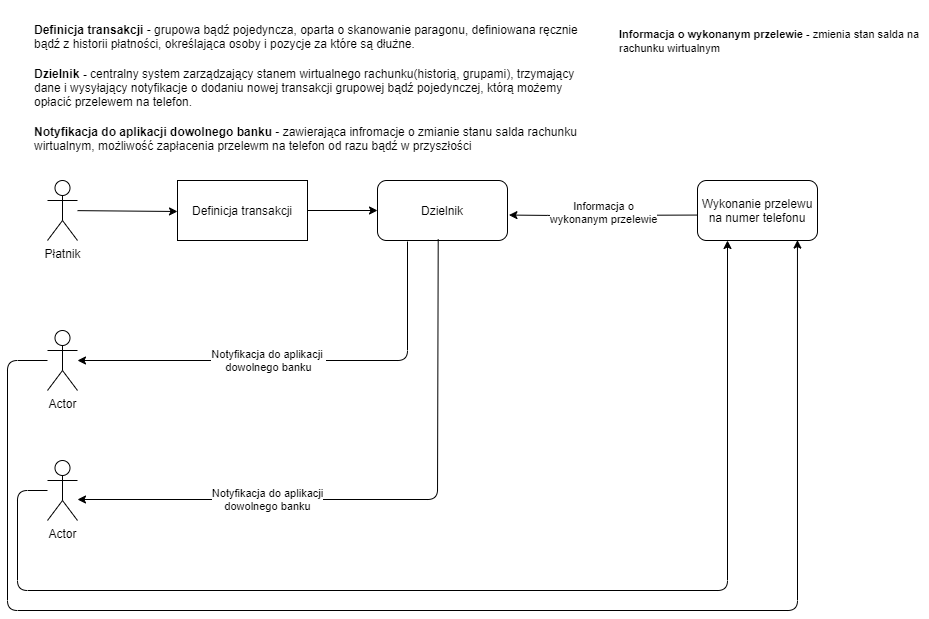 Definicja transakcji - grupowa bądź pojedyncza, oparta o skanowanie paragonu, definiowana ręcznie
bądź z historii płatności, określająca osoby i pozycje za które są dłużne.
Informacja o wykonanym przelewie - zmienia stan salda na
rachunku wirtualnym
Dzielnik - centralny system zarządzający stanem wirtualnego rachunku(historią, grupami), trzymający
dane i wysyłający notyfikacje o dodaniu nowej transakcji grupowej bądź pojedynczej, którą możemy
opłacić przelewem na telefon.
Notyfikacja do aplikacji dowolnego banku - zawierająca infromacje o zmianie stanu salda rachunku
wirtualnym, możliwość zapłacenia przelewm na telefon od razu bądź w przyszłości
Płatnik
Definicja transakcji
Dzielnik
Informacja o
wykonanym przelewie
Wykonanie przelewu
na numer telefonu
Notyfikacja do aplikacji
dowolnego banku
Actor
Notyfikacja do aplikacji
dowolnego banku
Actor